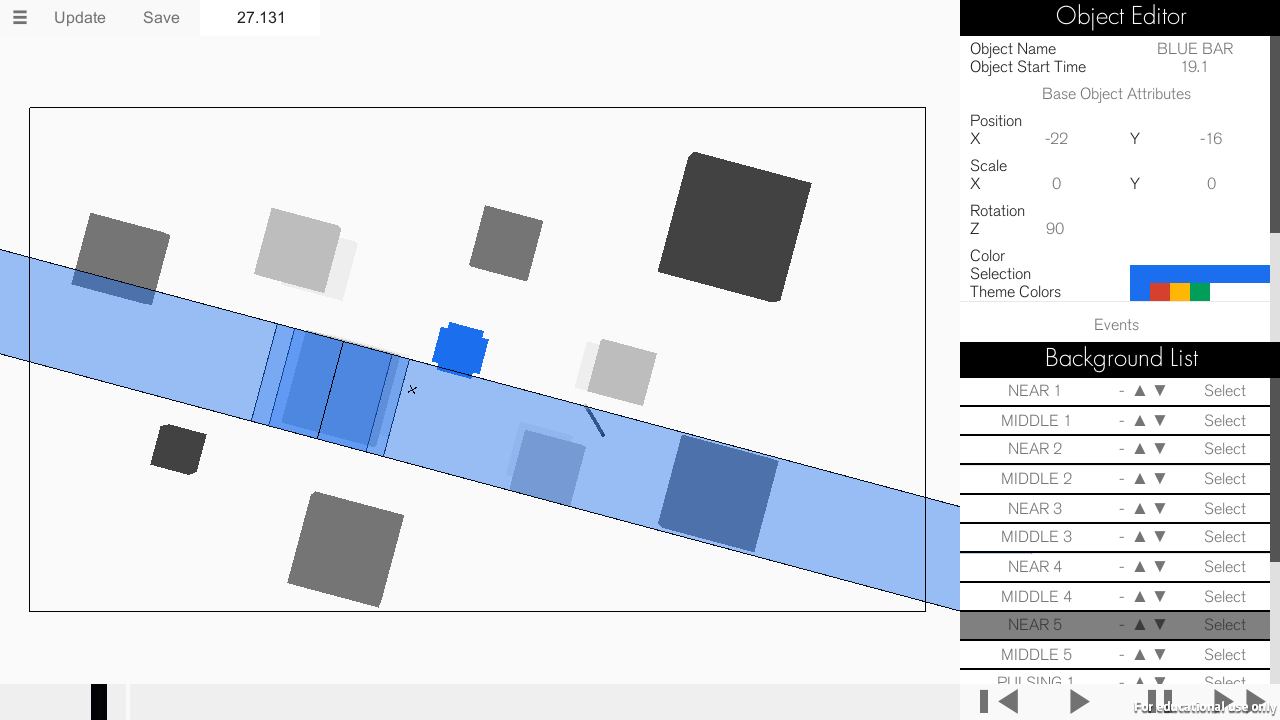 ☰ Update Save 27.131
Object Editor
Object Name BLUE BAR
Object Start Time 19.1
Base Object Attributes
Position
X -22 Y -16
Scale
X 0 Y 0
Rotation
Z 90
Color
Selection
Theme Colors
Events
Background List
NEAR 1 - ▲ ▼ Select
MIDDLE 1 - ▲ ▼ Select
NEAR 2 - ▲ ▼ Select
MIDDLE 2 - ▲ ▼ Select
NEAR 3 - ▲ ▼ Select
MIDDLE 3 - ▲ ▼ Select
NEAR 4 - ▲ ▼ Select
MIDDLE 4 - ▲ ▼ Select
NEAR 5 - ▲ ▼ Select
MIDDLE 5 - ▲ ▼ Select
PULSING 1 - ▲ ▼ Select
For educational use only